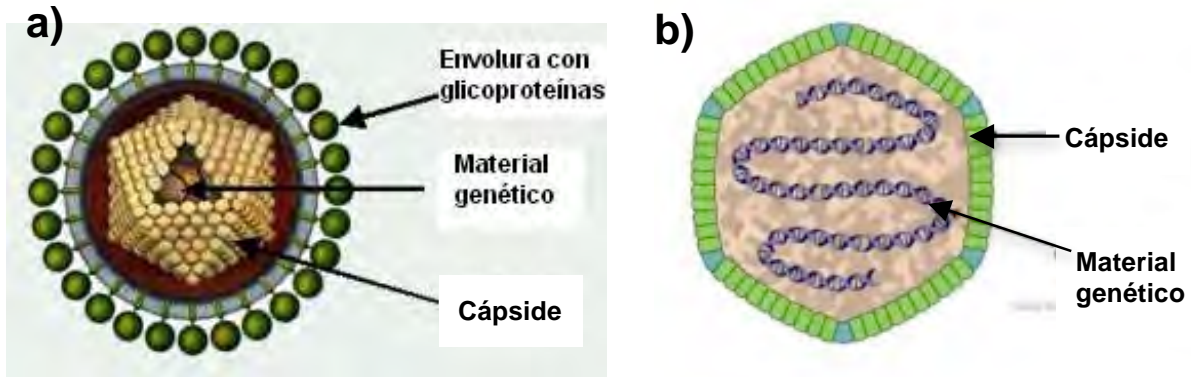 a)
Envolura con
glicoproteínas
Material
genético
Cápside
b)
Cápside
Material
genético